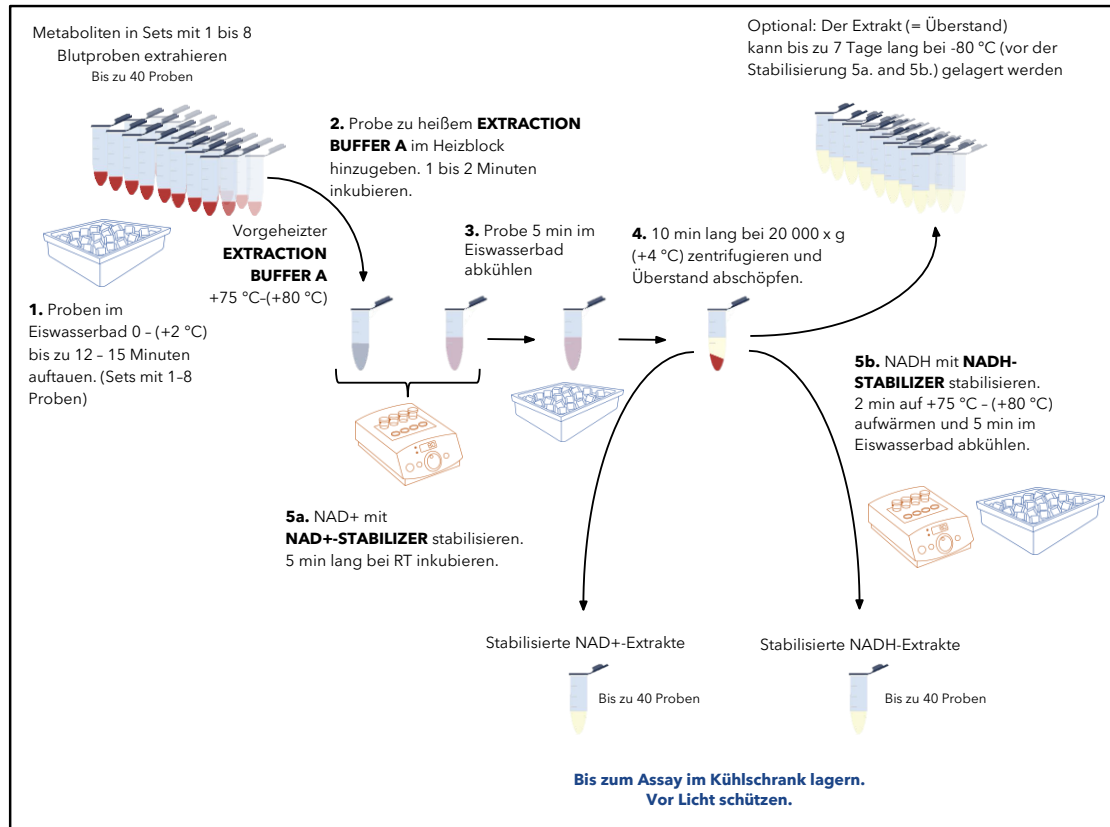 Metaboliten in Sets mit 1 bis 8
Blutproben extrahieren
Bis zu 40 Proben
Optional: Der Extrakt (= Überstand)
kann bis zu 7 Tage lang bei -80 °C (vor der
Stabilisierung 5a. and 5b.) gelagert werden
2. Probe zu heißem EXTRACTION
BUFFER A im Heizblock
hinzugeben. 1 bis 2 Minuten
inkubieren.
Vorgeheizter
EXTRACTION
BUFFER A
+75 °C–(+80 °C)
3. Probe 5 min im
Eiswasserbad
abkühlen
4. 10 min lang bei 20 000 x g
(+4 °C) zentrifugieren und
Überstand abschöpfen.
1. Proben im
Eiswasserbad 0 – (+2 °C)
bis zu 12 – 15 Minuten
auftauen. (Sets mit 1–8
Proben)
5b. NADH mit NADH-
STABILIZER stabilisieren.
2 min auf +75 °C – (+80 °C)
aufwärmen und 5 min im
Eiswasserbad abkühlen.
5a. NAD+ mit
NAD+-STABILIZER stabilisieren.
5 min lang bei RT inkubieren.
Stabilisierte NAD+-Extrakte
Bis zu 40 Proben
Stabilisierte NADH-Extrakte
Bis zu 40 Proben
Bis zum Assay im Kühlschrank lagern.
Vor Licht schützen.